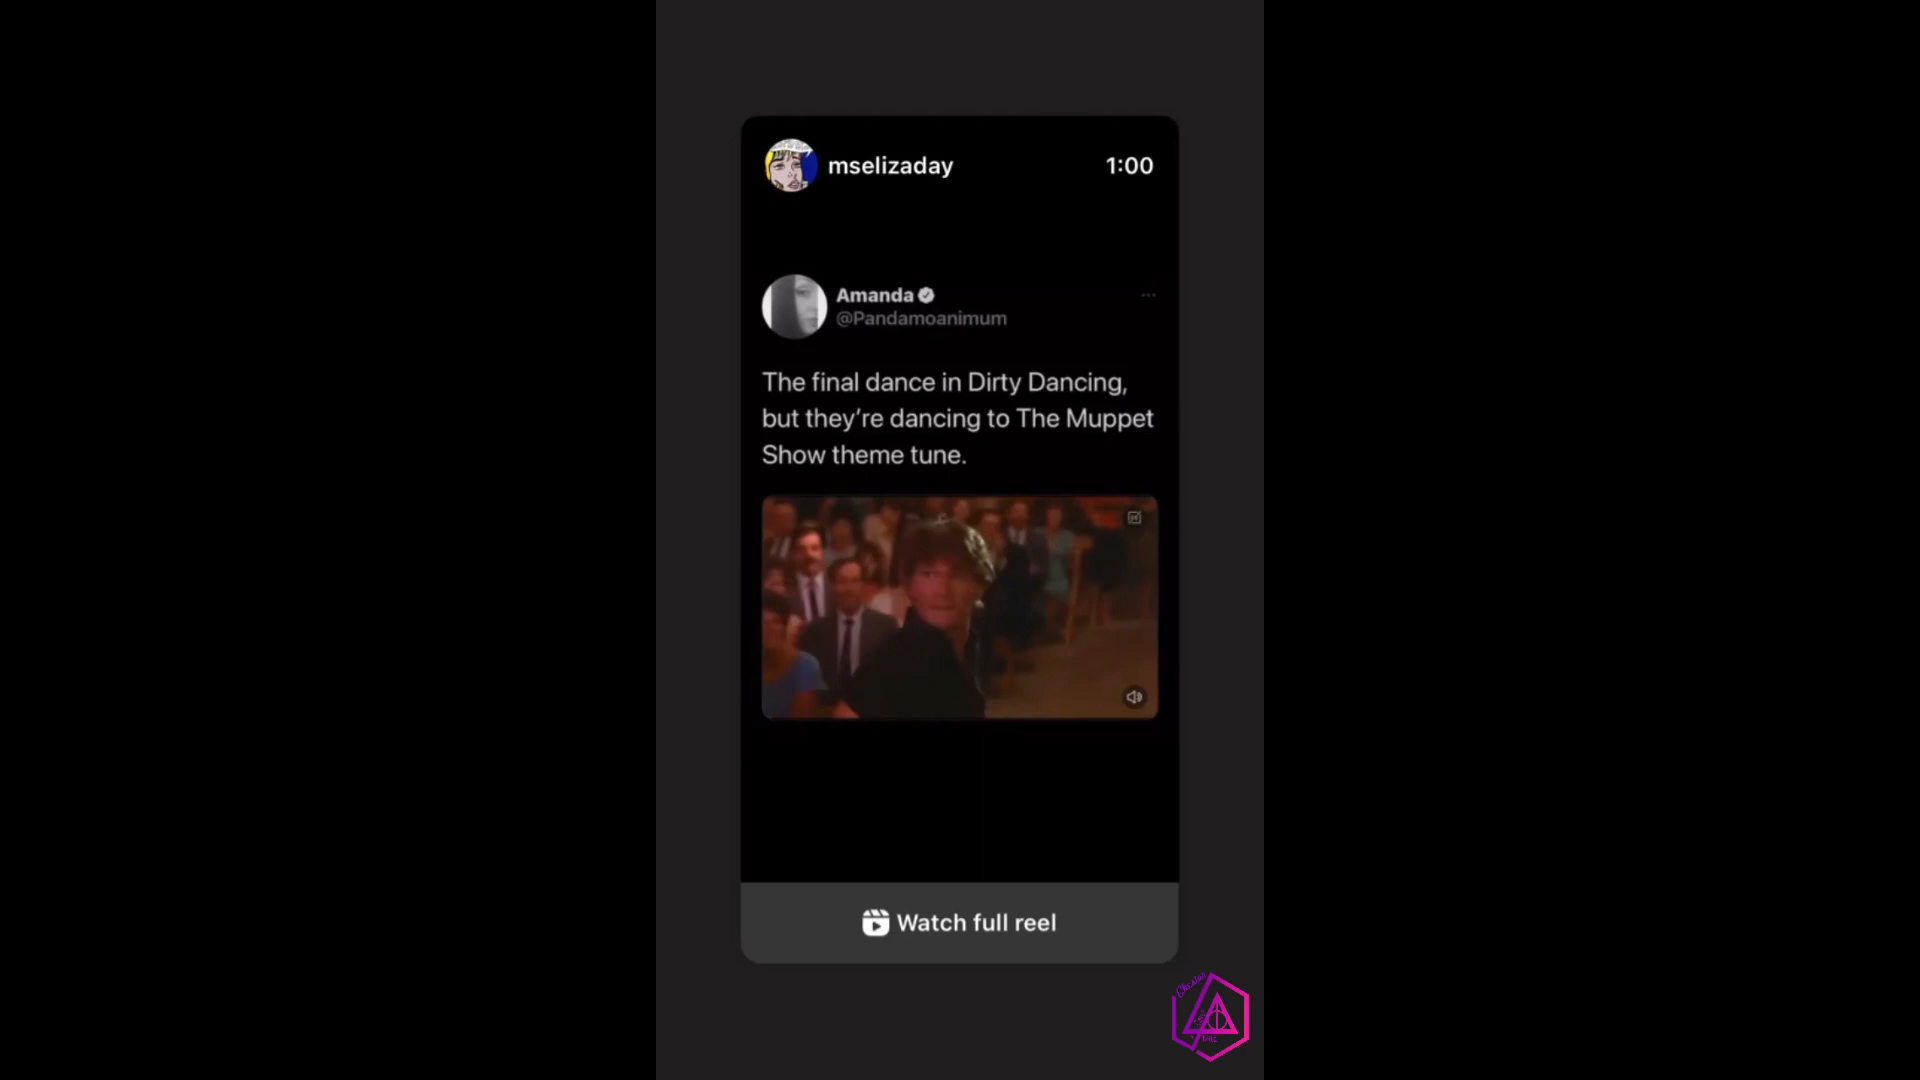 mselizaday
1:00
Amanda
@Pandamoanimum
The final dance in Dirty Dancing,
but they’re dancing to The Muppet
Show theme tune.
Watch full reel